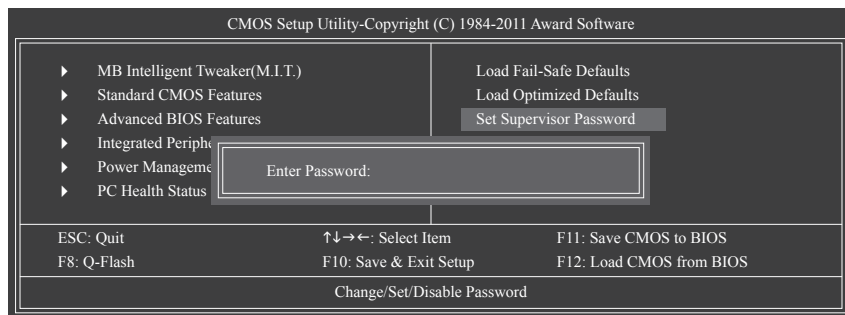 CMOS Setup Utility-Copyright (C) 1984-2011 Award Software
MB Intelligent Tweaker(M.I.T.)
Standard CMOS Features
Advanced BIOS Features
Integrated Periphe
Power Manageme
PC Health Status
Load Fail-Safe Defaults
Load Optimized Defaults
Set Supervisor Password
Enter Password:
ESC: Quit ↑↓→←: Select Item F11: Save CMOS to BIOS
F8: Q-Flash F10: Save & Exit Setup F12: Load CMOS from BIOS
Change/Set/Disable Password